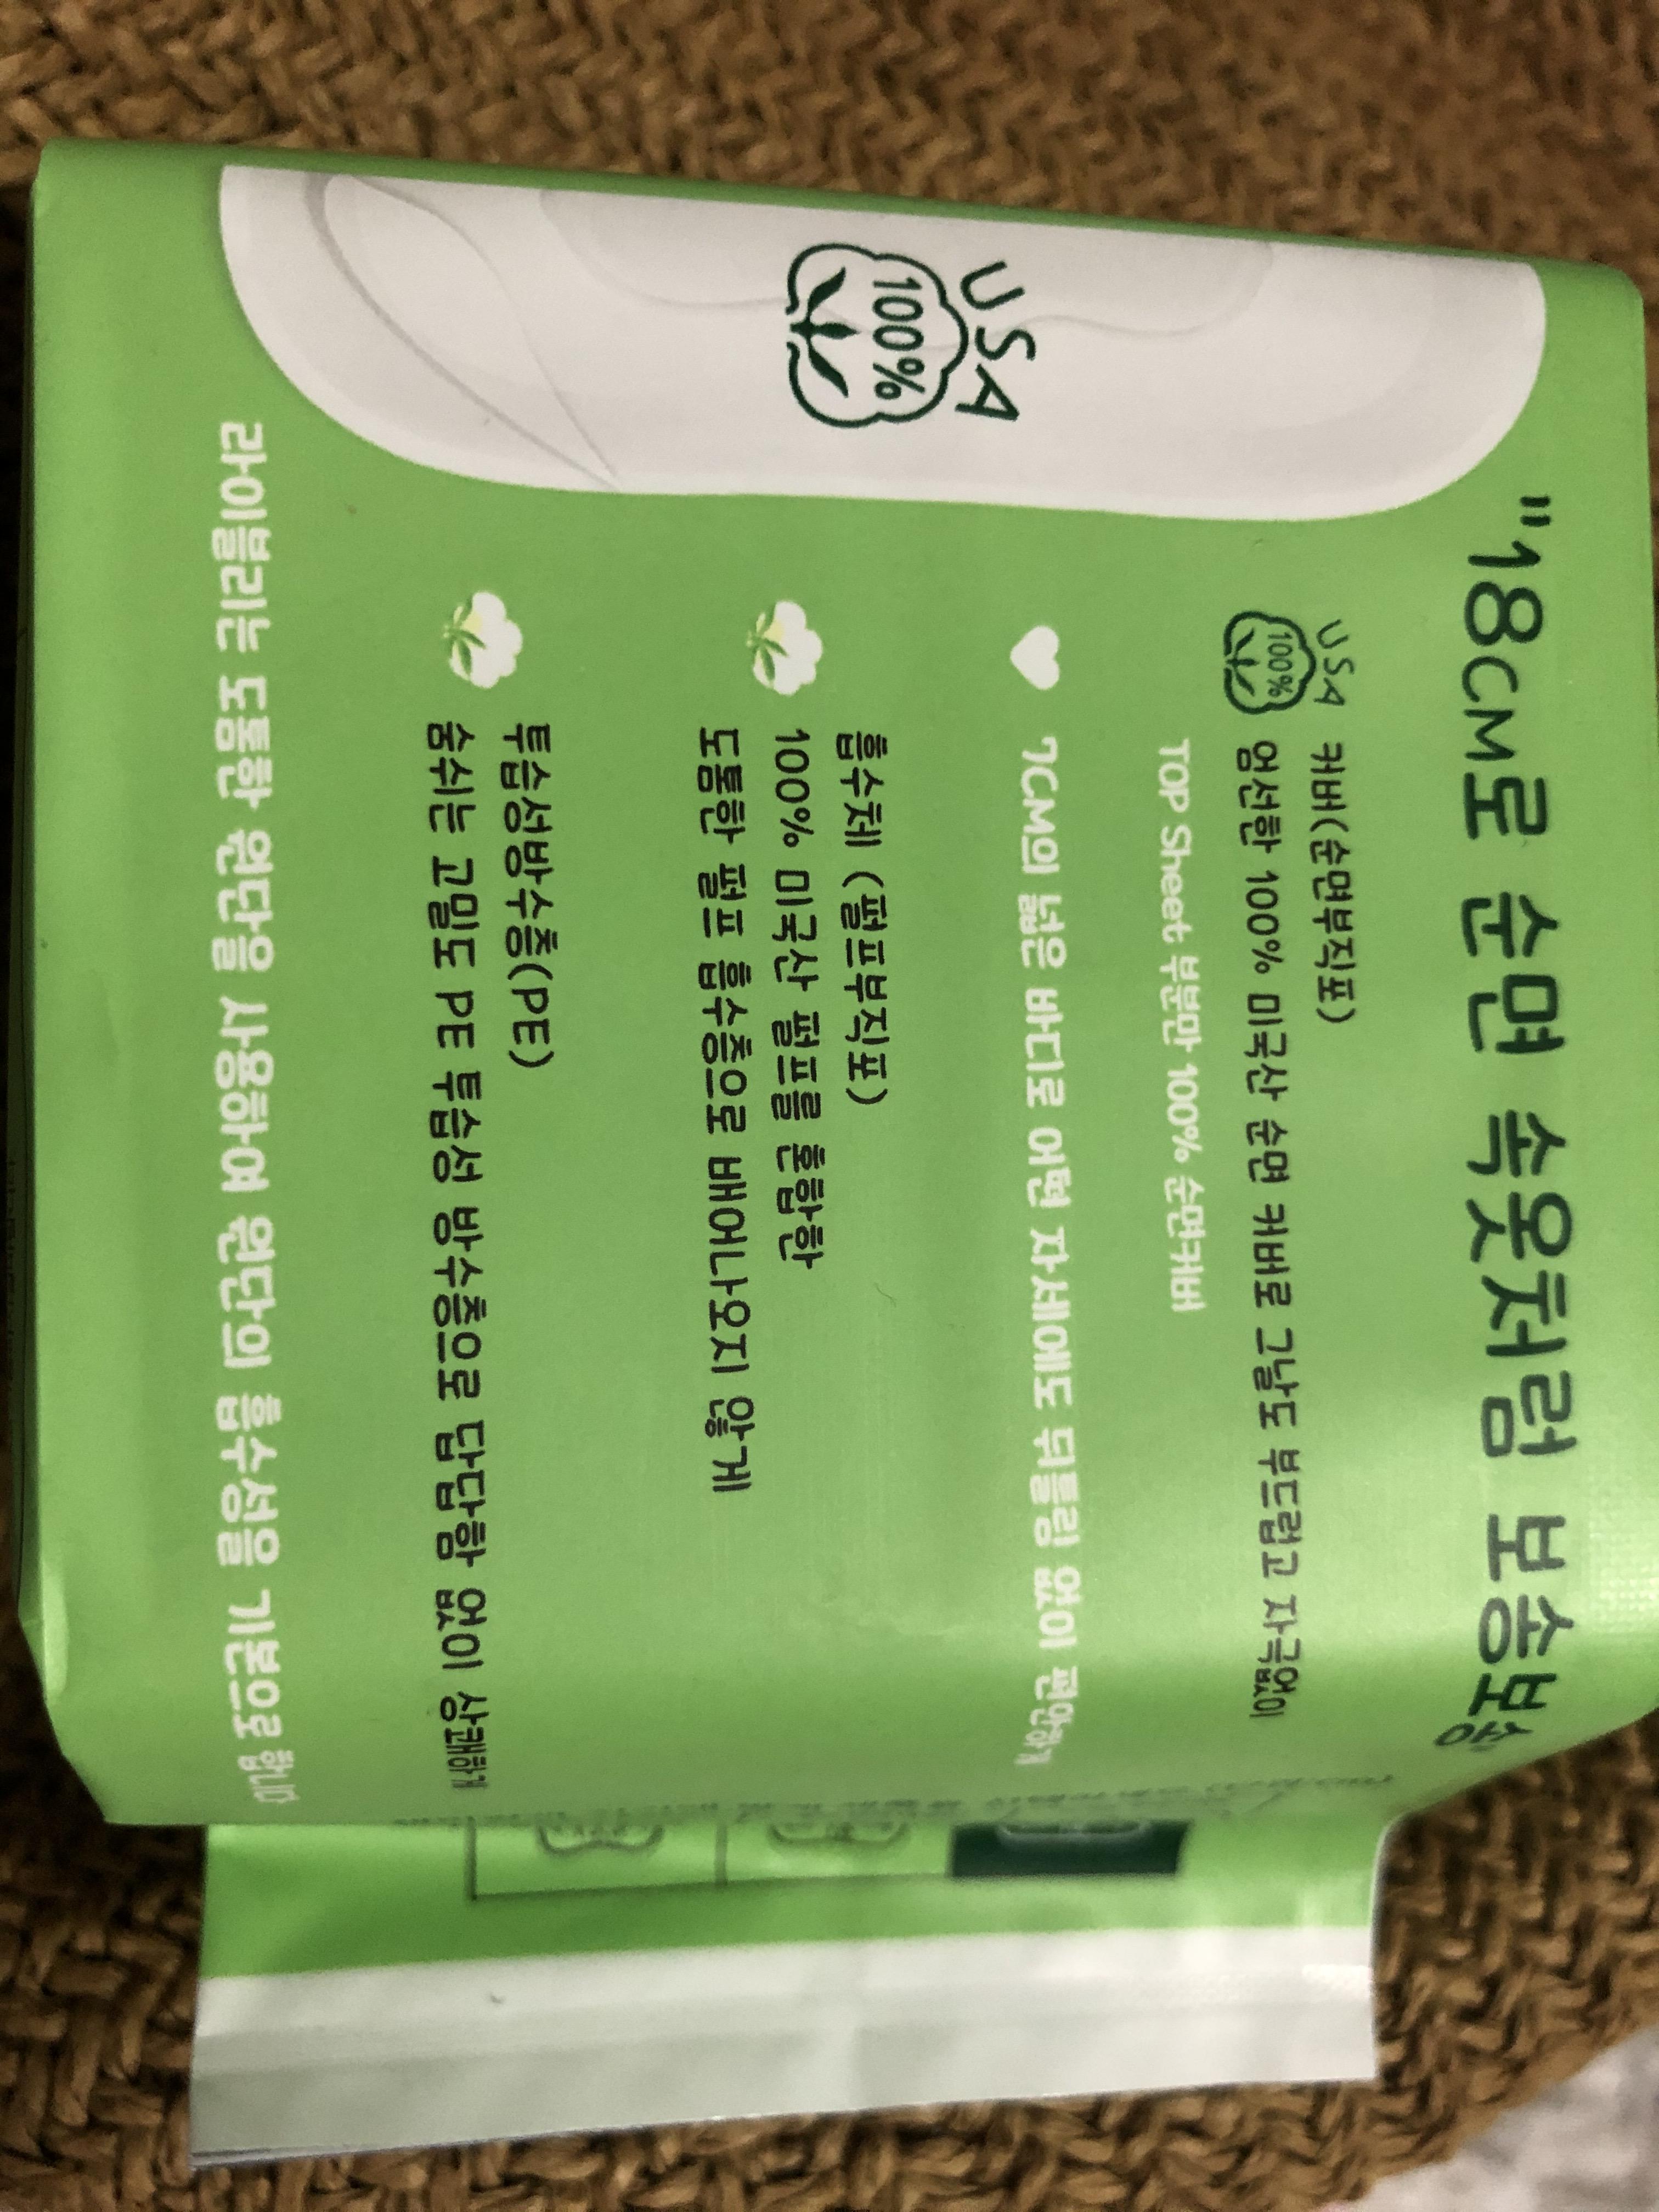 "18CM로 순면 속옷처럼 보송보송"
USA
100%
커버(순면부직포)
엄선한 100% 미국산 순면 커버로 그날도 부드럽고 자극없이
TOP Sheet 부분만 100% 순면커버
7CM의 넓은 바디로 어떤 자세에도 뒤틀림 없이 편안하게
USA
100%
흡수체 (펄프부직포)
100% 미국산 펄프를 혼합한
도톰한 펄프 흡수층으로 배어나오지 않게
투습성방수층(PE)
숨쉬는 고밀도 PE 투습성 방수층으로 답답함 없이 상쾌하게
라이블리는 도톰한 원단을 사용하여 원단의 흡수성을 기본으로 합니다